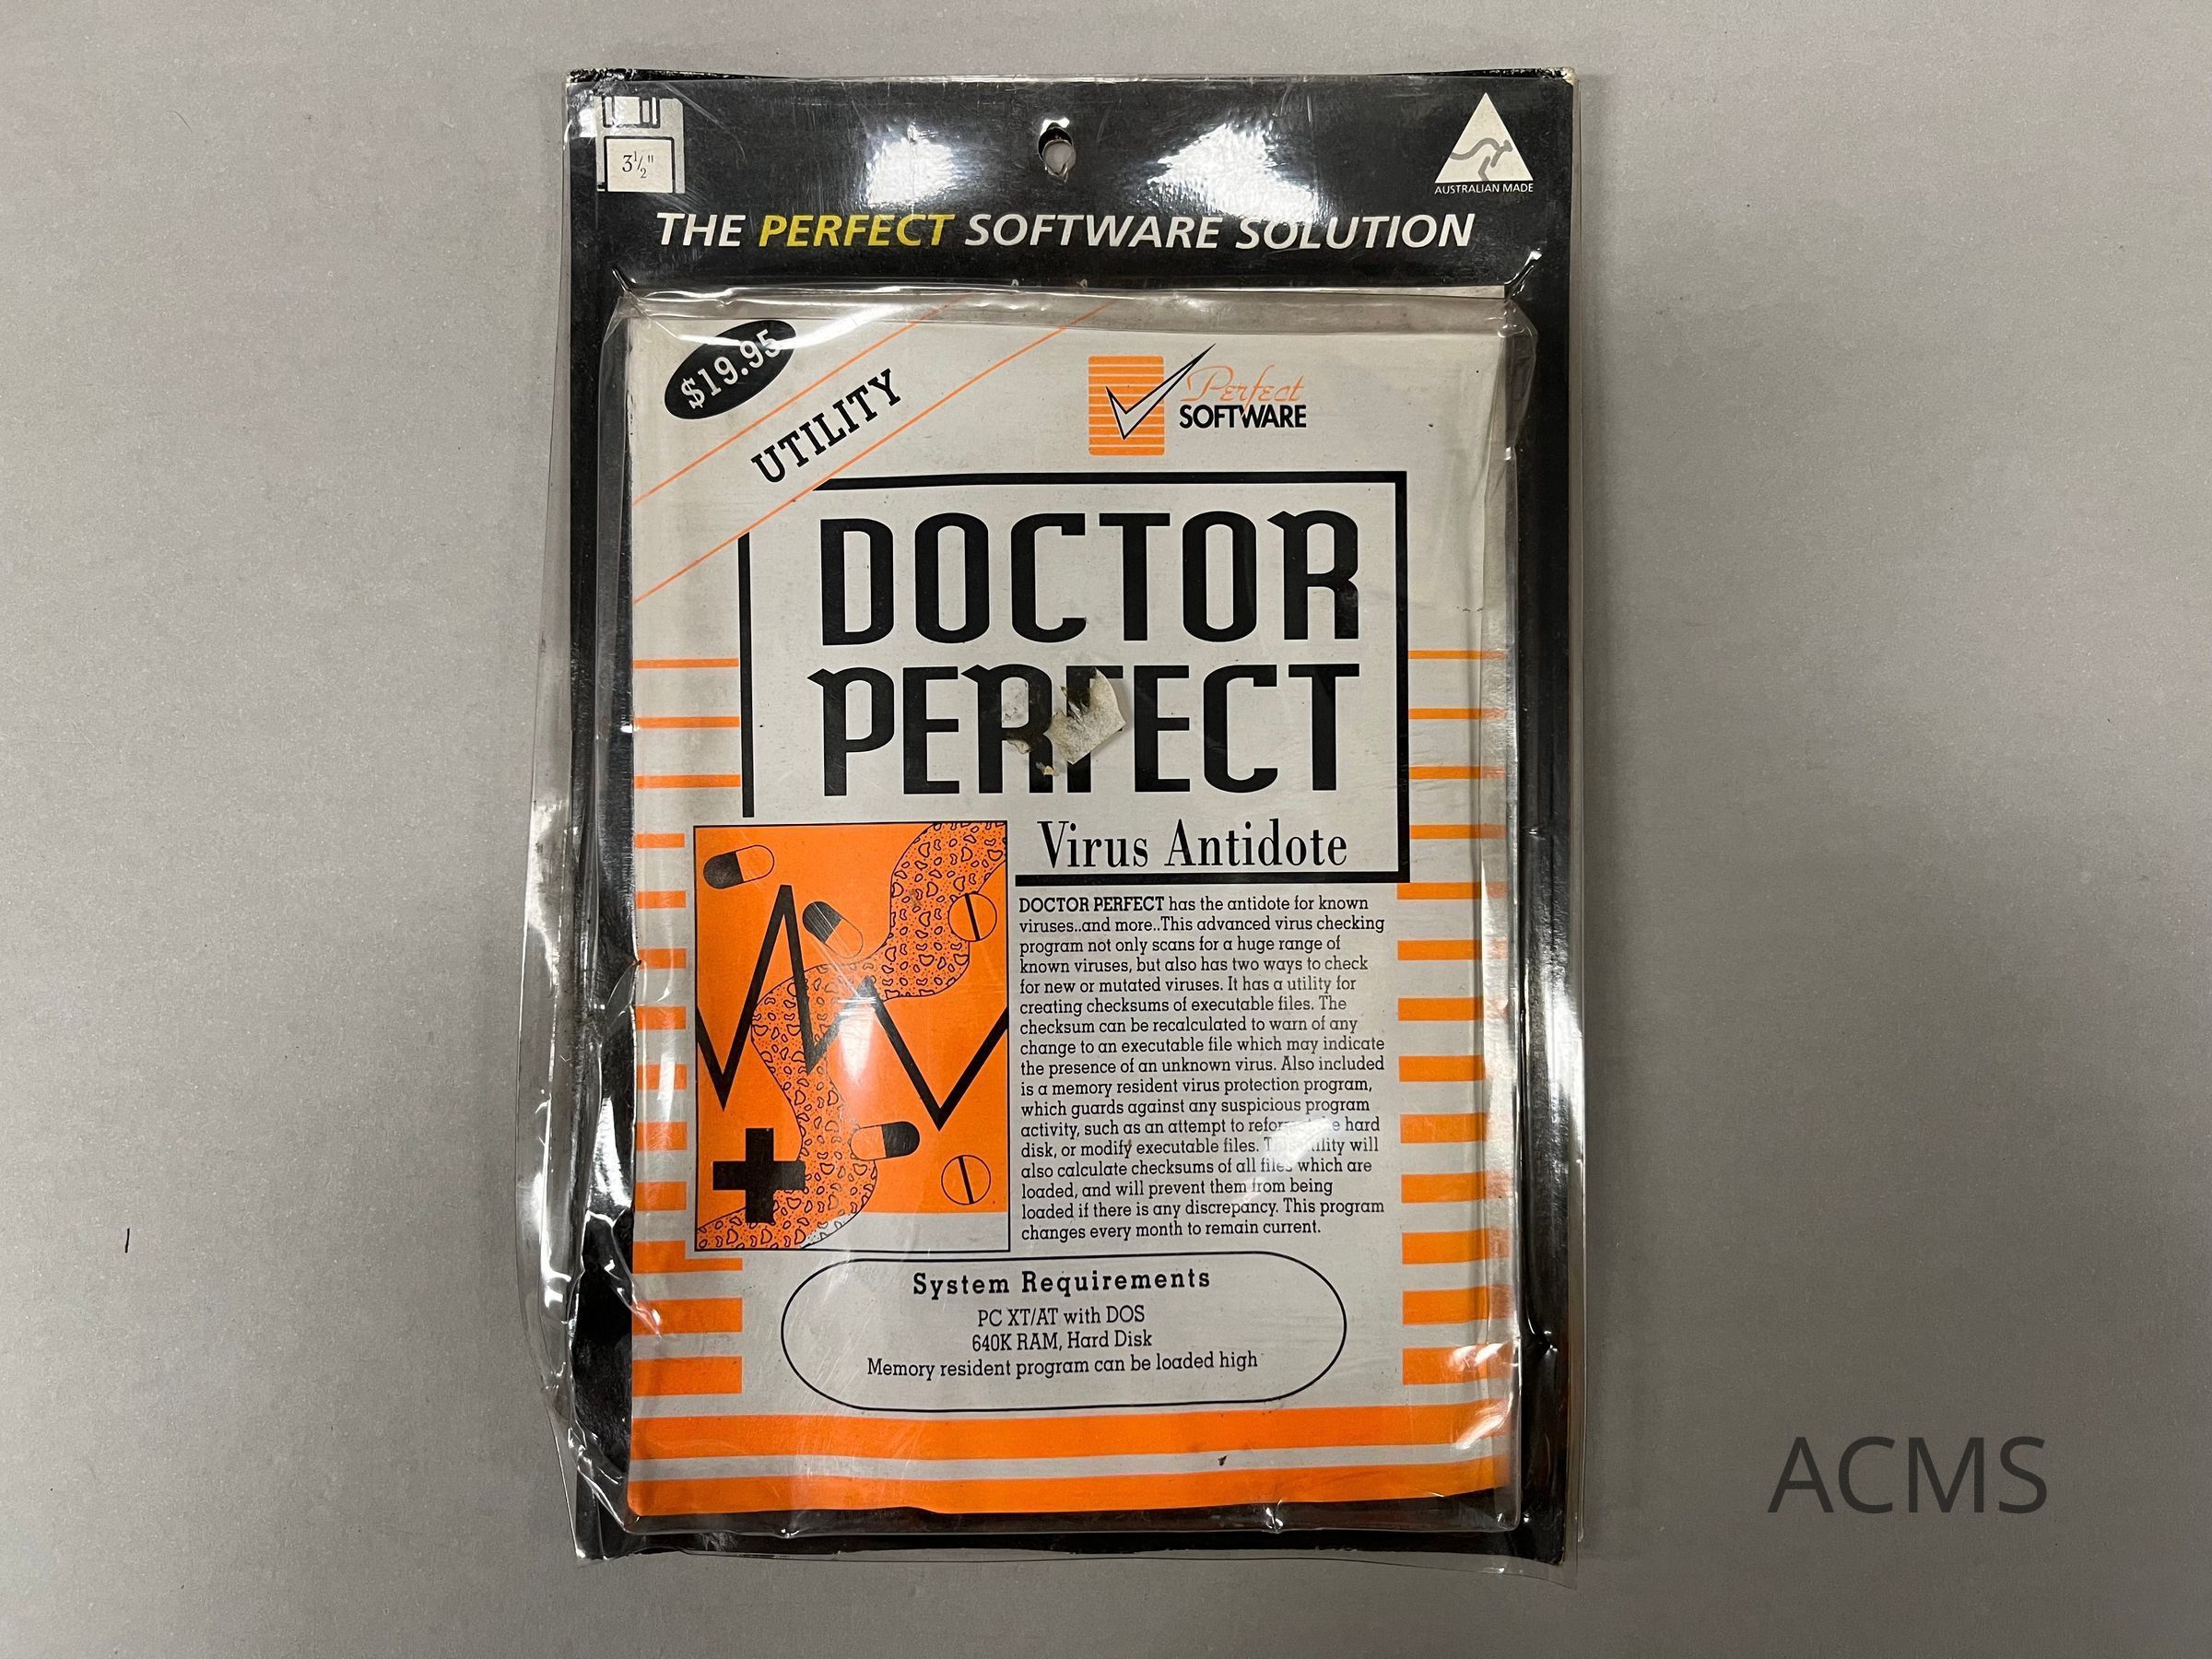 3½"
AUSTRALIAN MADE
THE PERFECT SOFTWARE SOLUTION
$19.95
UTILITY
Perfect
SOFTWARE
DOCTOR
PERFECT
Virus Antidote
DOCTOR PERFECT has the antidote for known
viruses..and more..This advanced virus checking
program not only scans for a huge range of
known viruses, but also has two ways to check
for new or mutated viruses. It has a utility for
creating checksums of executable files. The
checksum can be recalculated to warn of any
change to an executable file which may indicate
the presence of an unknown virus. Also included
is a memory resident virus protection program,
which guards against any suspicious program
activity, such as an attempt to reformat the hard
disk, or modify executable files. This utility will
also calculate checksums of all files which are
loaded, and will prevent them from being
loaded if there is any discrepancy. This program
changes every month to remain current.
System Requirements
PC XT/AT with DOS
640K RAM, Hard Disk
Memory resident program can be loaded high
ACMS